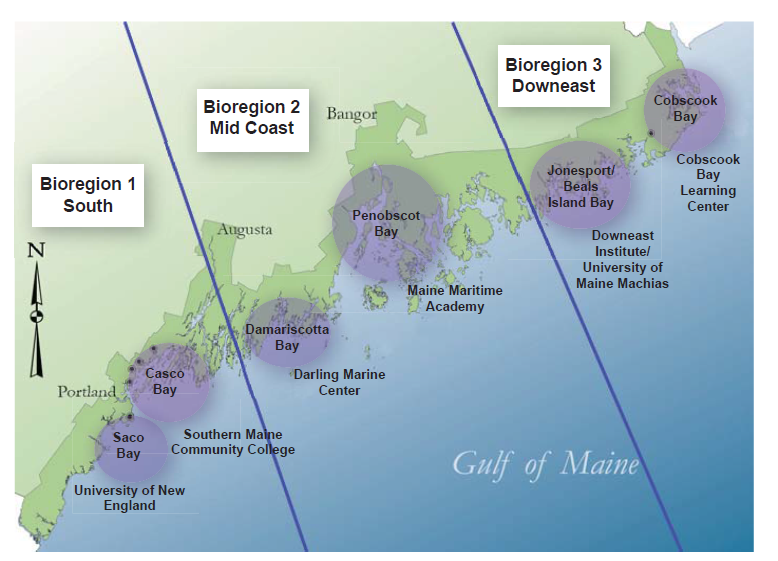 Bioregion 3
Downeast
Bioregion 2
Mid Coast
Bangor
Cobscook
Bay
Cobscook
Bay
Learning
Center
Bioregion 1
South
Jonesport/
Beals
Island Bay
Penobscot
Bay
Augusta
N
Downeast
Institute/
University of
Maine Machias
Maine Maritime
Academy
Damariscotta
Bay
Darling Marine
Center
Casco
Bay
Portland
Saco
Bay
Southern Maine
Community College
Gulf of Maine
University of New
England